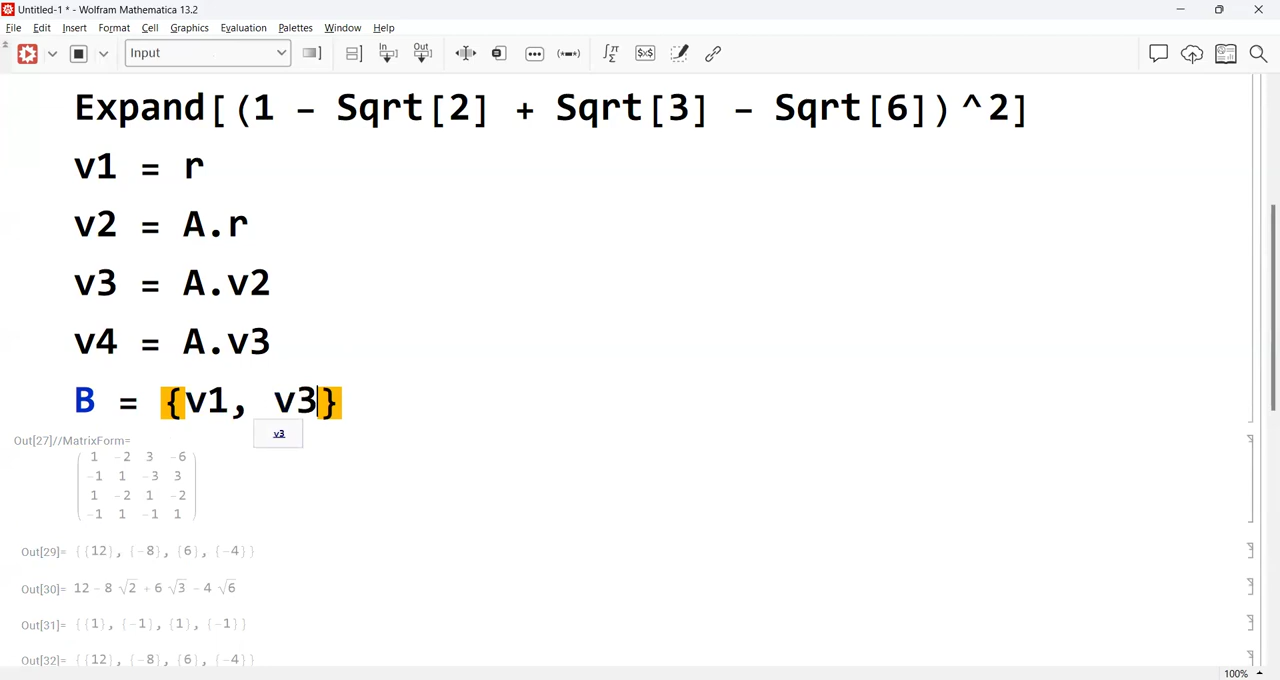 Untitled-1 * - Wolfram Mathematica 13.2
File Edit Insert Format Cell Graphics Evaluation Palettes Window Help
Input In[] Out[]
Expand[(1 – Sqrt[2] + Sqrt[3] – Sqrt[6])^2]
v1 = r
v2 = A.r
v3 = A.v2
v4 = A.v3
B = {v1, v3}
v3
Out[27]//MatrixForm=
1 -2 3 -6
-1 1 -3 3
1 -2 1 -2
-1 1 -1 1
Out[29]= {{12}, {-8}, {6}, {-4}}
Out[30]= 12 - 8 √2 + 6 √3 - 4 √6
Out[31]= {{1}, {-1}, {1}, {-1}}
Out[32]= {{12}, {-8}, {6}, {-4}}
100%